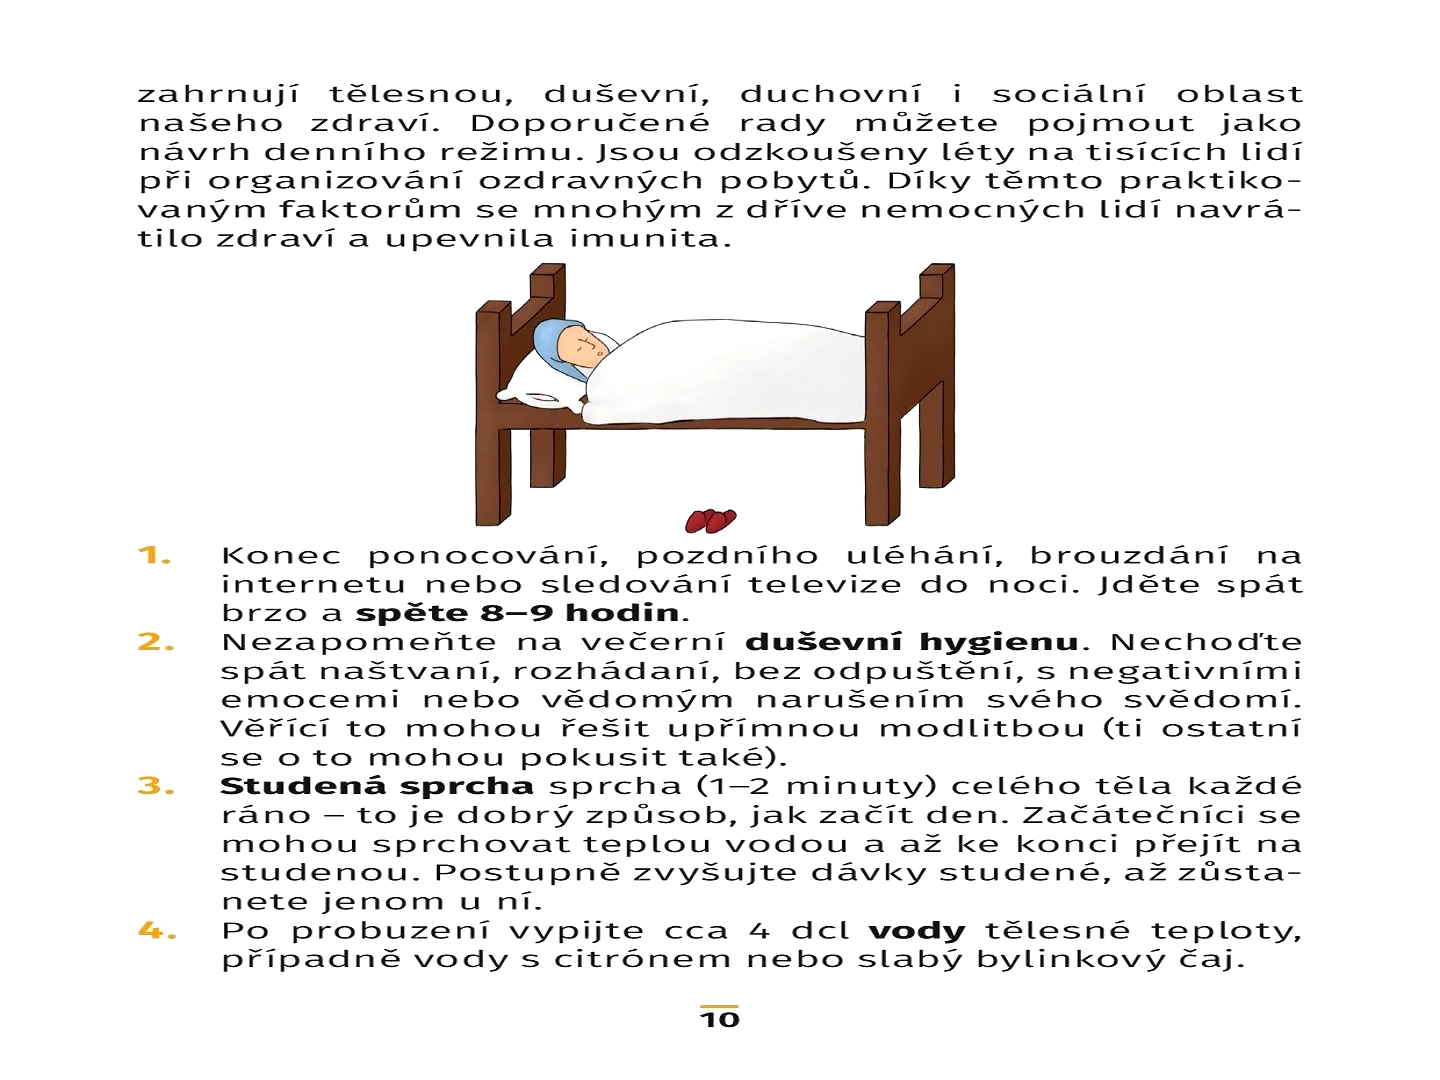 zahrnují tělesnou, duševní, duchovní i sociální oblast
našeho zdraví. Doporučené rady můžete pojmout jako
návrh denního režimu. Jsou odzkoušeny léty na tisících lidí
při organizování ozdravných pobytů. Díky těmto praktiko-
vaným faktorům se mnohým z dříve nemocných lidí navrá-
tilo zdraví a upevnila imunita.
1. Konec ponocování, pozdního uléhání, brouzdání na
internetu nebo sledování televize do noci. Jděte spát
brzo a spěte 8–9 hodin.
2. Nezapomeňte na večerní duševní hygienu. Nechoďte
spát naštvaní, rozhádaní, bez odpuštění, s negativními
emocemi nebo vědomým narušením svého svědomí.
Věřící to mohou řešit upřímnou modlitbou (ti ostatní
se o to mohou pokusit také).
3. Studená sprcha sprcha (1–2 minuty) celého těla každé
ráno – to je dobrý způsob, jak začít den. Začátečníci se
mohou sprchovat teplou vodou a až ke konci přejít na
studenou. Postupně zvyšujte dávky studené, až zůsta-
nete jenom u ní.
4. Po probuzení vypijte cca 4 dcl vody tělesné teploty,
případně vody s citrónem nebo slabý bylinkový čaj.
10